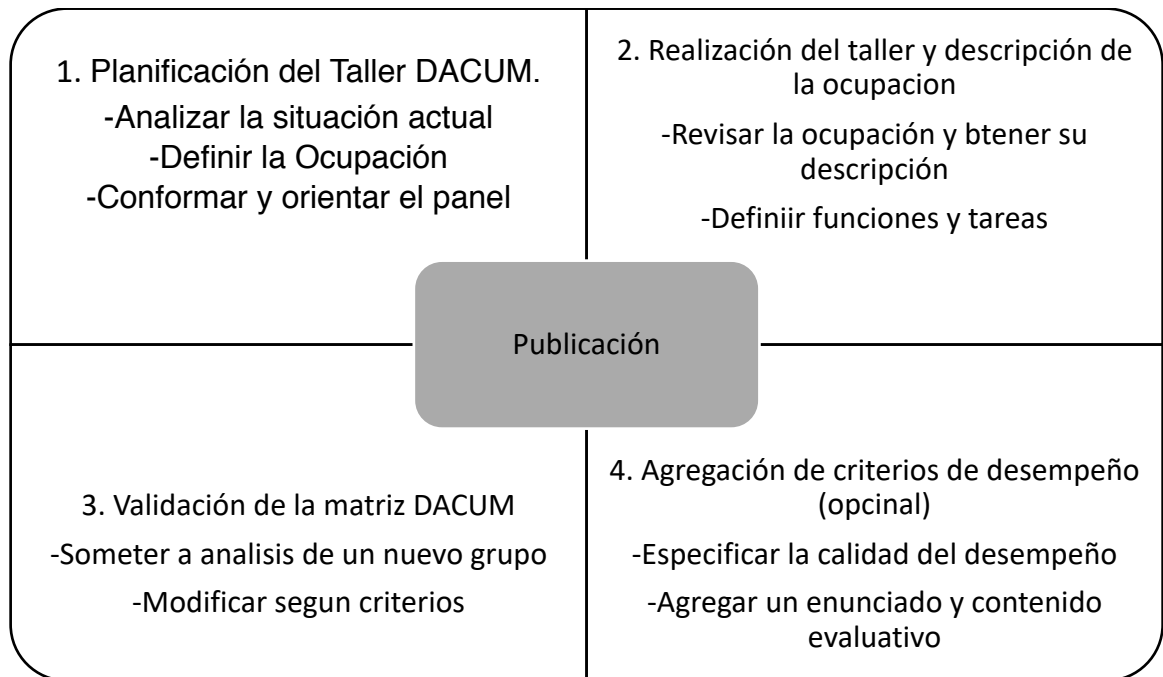 1. Planificación del Taller DACUM.
-Analizar la situación actual
-Definir la Ocupación
-Conformar y orientar el panel
2. Realización del taller y descripción de
la ocupacion
-Revisar la ocupación y btener su
descripción
-Definiir funciones y tareas
Publicación
3. Validación de la matriz DACUM
-Someter a analisis de un nuevo grupo
-Modificar segun criterios
4. Agregación de criterios de desempeño
(opcinal)
-Especificar la calidad del desempeño
-Agregar un enunciado y contenido
evaluativo